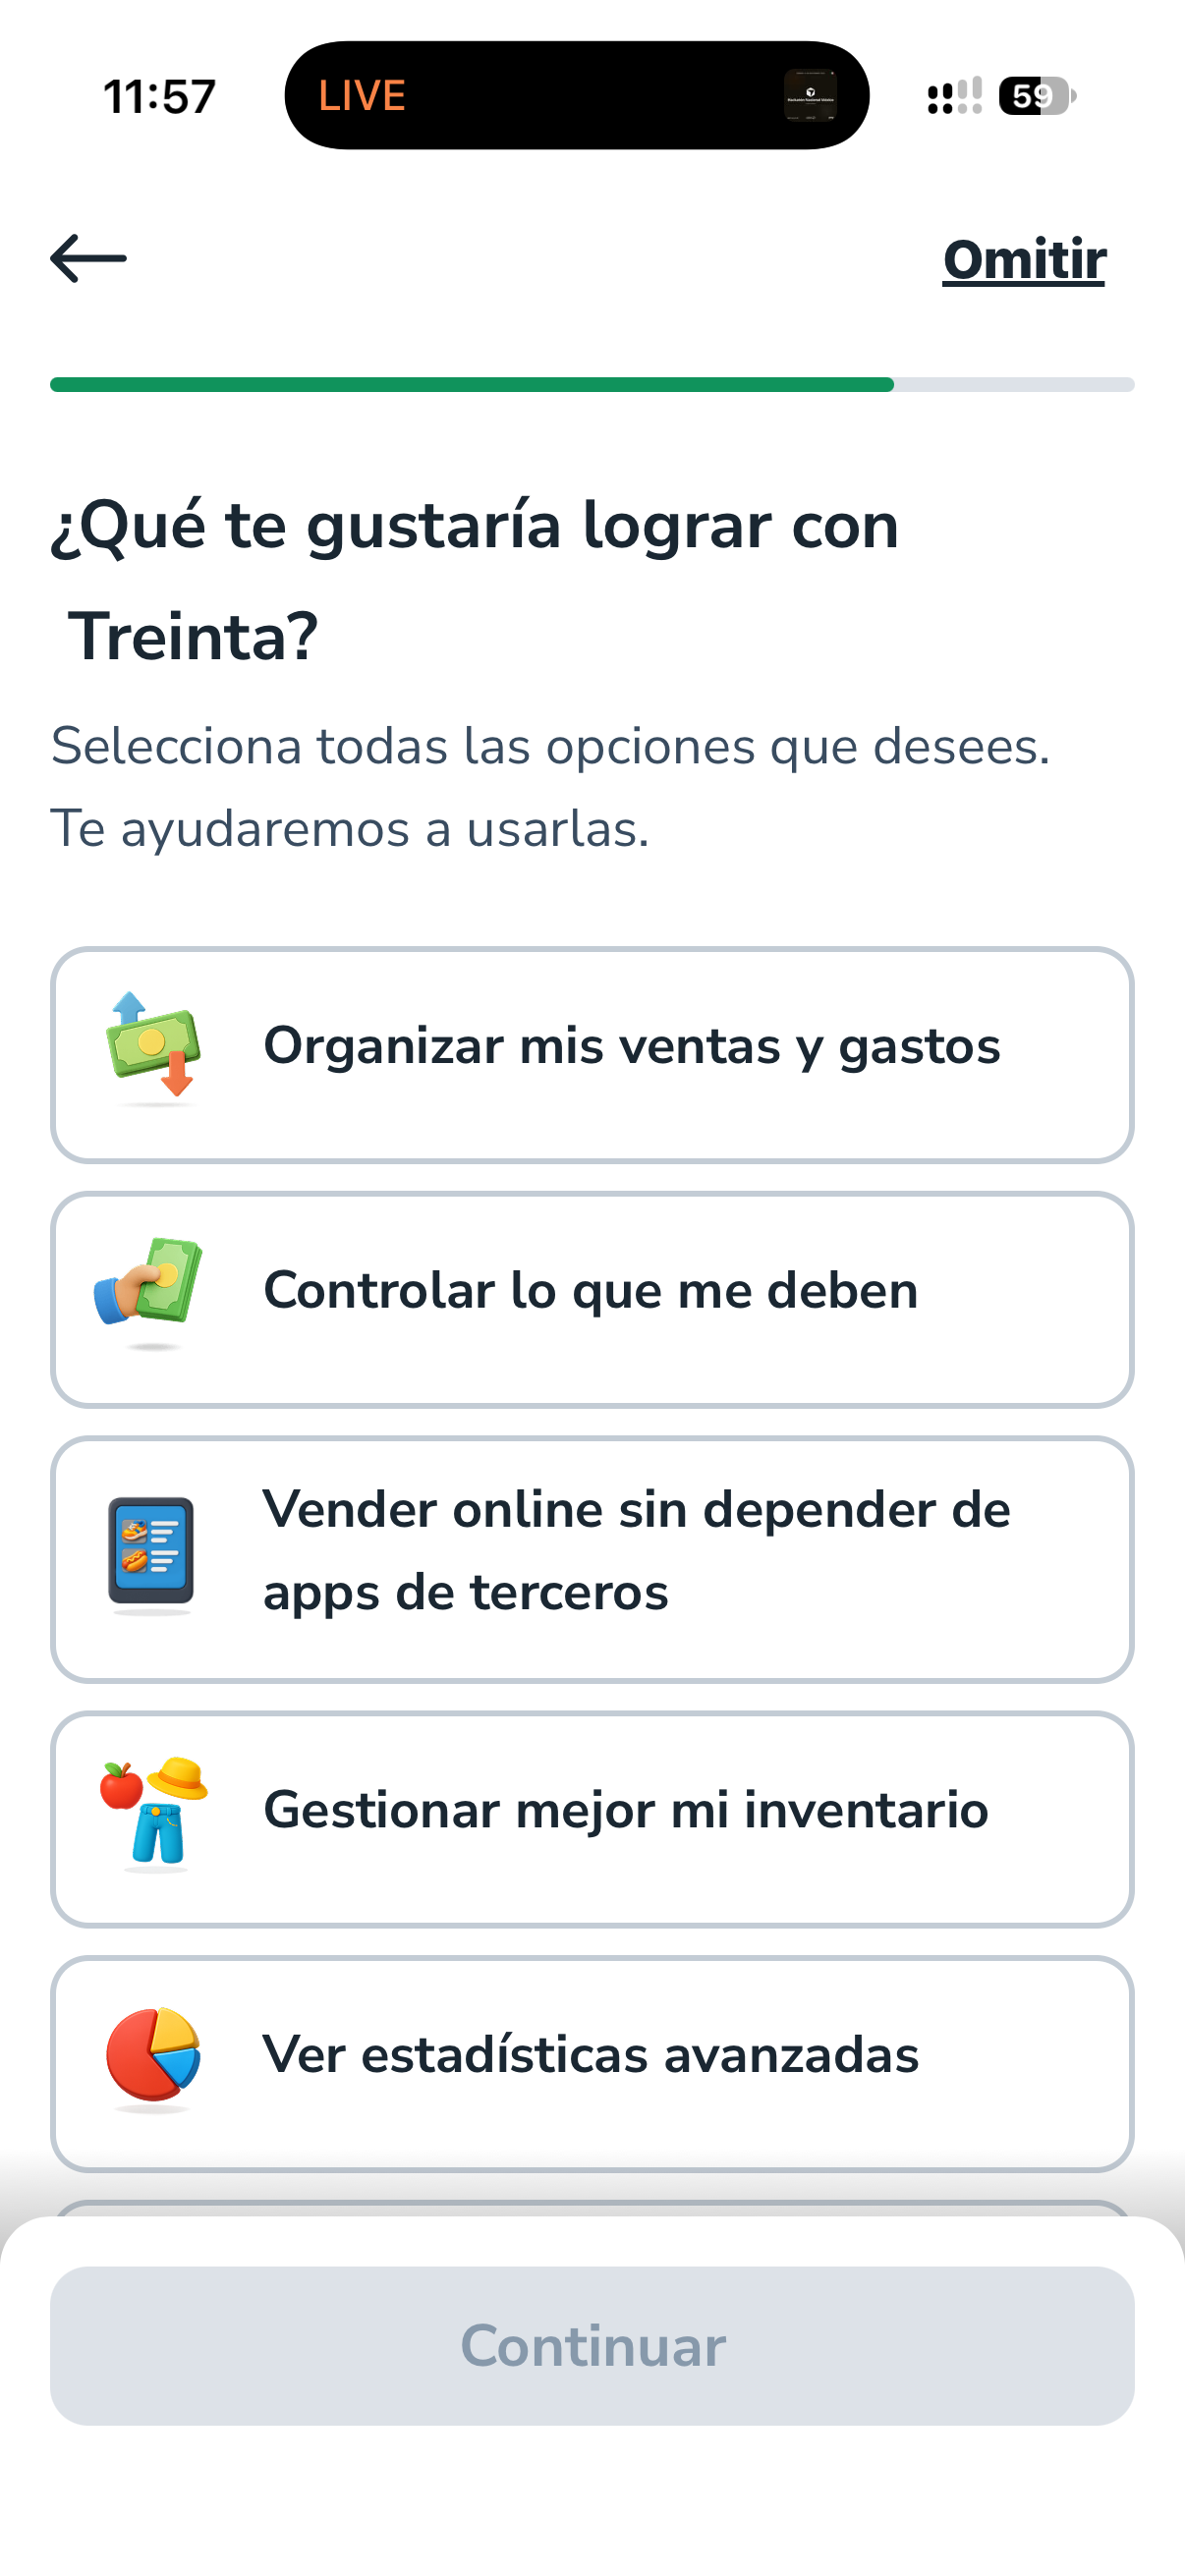 11:57
LIVE
59
Omitir
¿Qué te gustaría lograr con
Treinta?
Selecciona todas las opciones que desees.
Te ayudaremos a usarlas.
Organizar mis ventas y gastos
Controlar lo que me deben
Vender online sin depender de
apps de terceros
Gestionar mejor mi inventario
Ver estadísticas avanzadas
Continuar